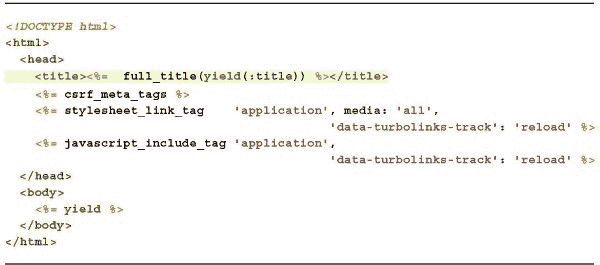 <!DOCTYPE html>
<html>
  <head>
    <title><%=  full_title(yield(:title)) %></title>
    <%= csrf_meta_tags %>
    <%= stylesheet_link_tag    'application', media: 'all',
                                           'data-turbolinks-track': 'reload' %>
    <%= javascript_include_tag 'application',
                                           'data-turbolinks-track': 'reload' %>
  </head>
  <body>
    <%= yield %>
  </body>
</html>